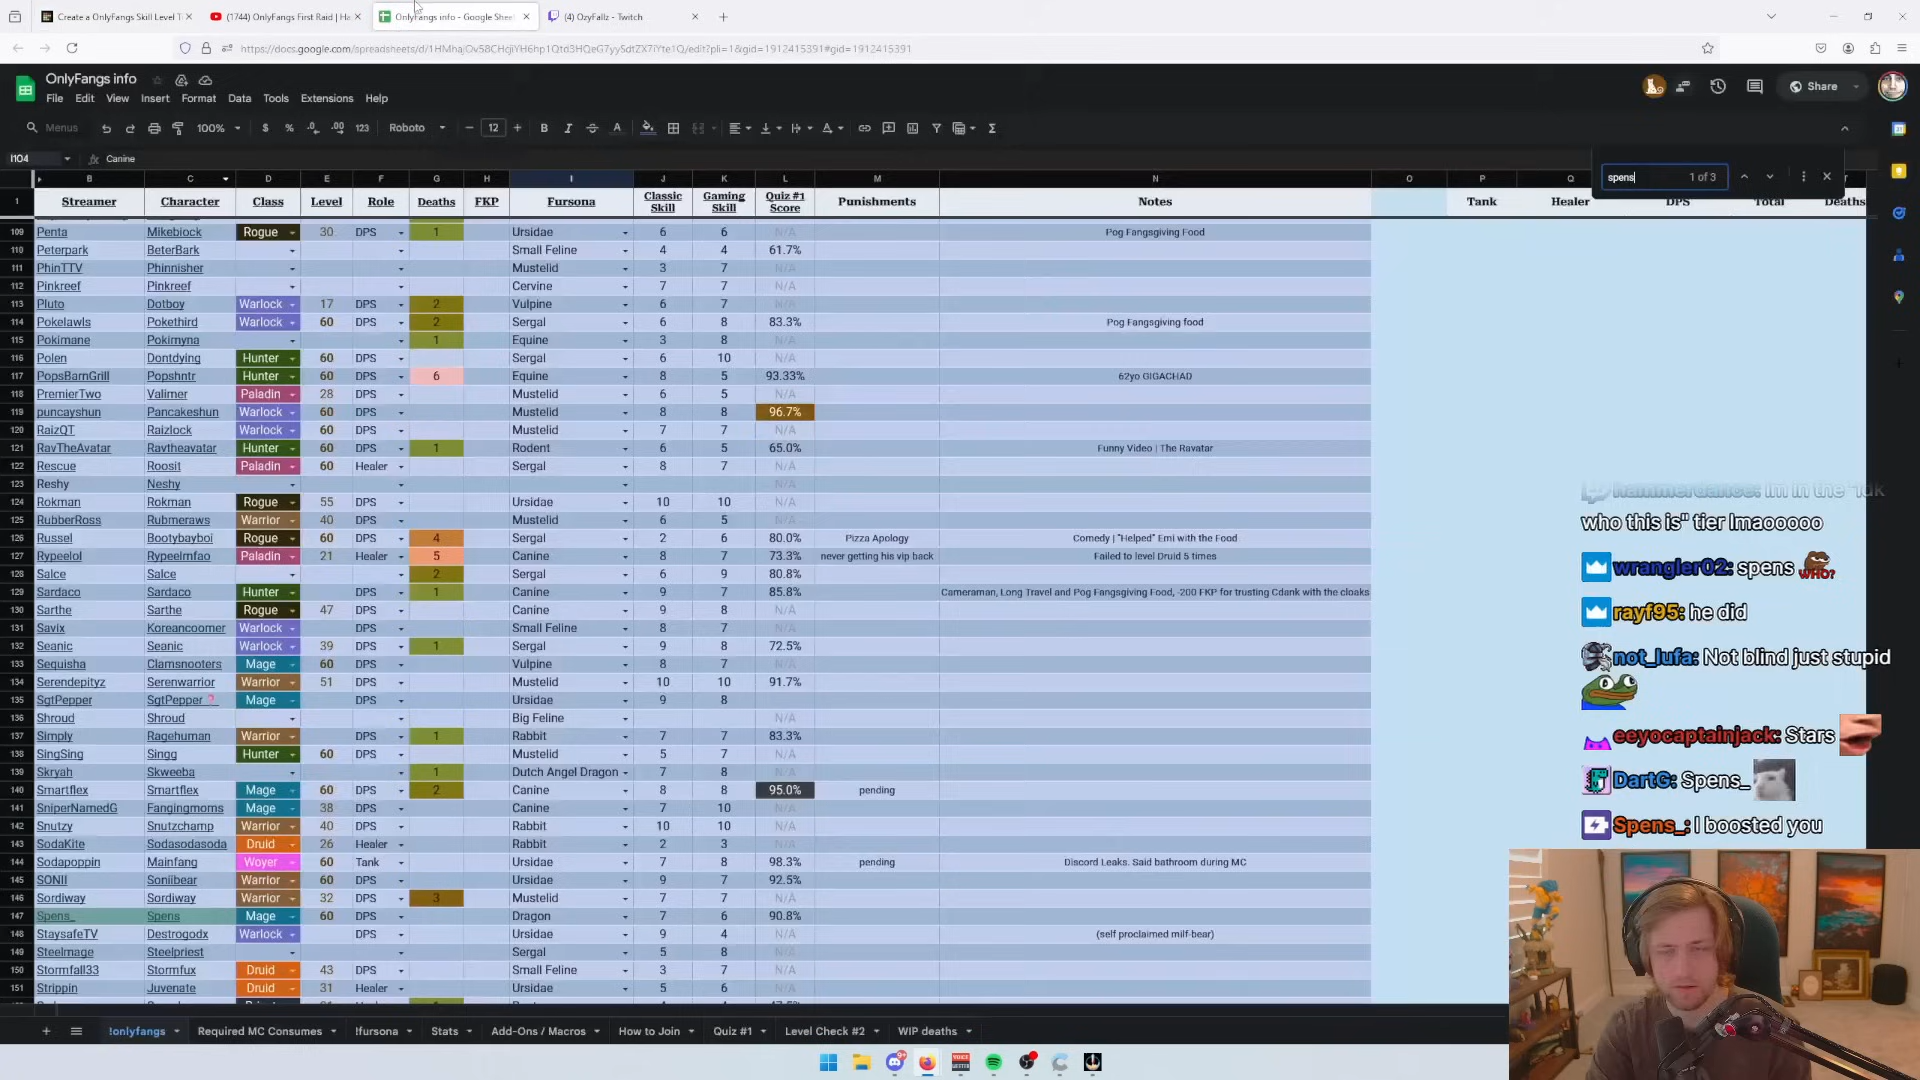 Create a OnlyFangs Skill Level T
(1744) OnlyFangs First Raid | Ha
OnlyFangs info - Google Shee
(4) OzyFallz - Twitch
OnlyFangs info
File Edit View Insert Format Data Tools Extensions Help
Share
Menus 100% $ % .0 .00 123 Roboto 12 B I A
I104 Canine
spens 1 of 3
B C D E F G H I J K L M N O P Q
1 Streamer Character Class Level Role Deaths FKP Fursona Classic Skill Gaming Skill Quiz #1 Score Punishments Notes Tank Healer DPS Total Deaths
109 Penta Mikebiock Rogue 30 DPS 1 Ursidae 6 6 N/A Pog Fangsgiving Food
110 Peterpark BeterBark Small Feline 4 4 61.7%
111 PhinTTV Phinnisher Mustelid 3 7 N/A
112 Pinkreef Pinkreef Cervine 7 7 N/A
113 Pluto Dotboy Warlock 17 DPS 2 Vulpine 6 7 N/A
114 Pokelawls Pokethird Warlock 60 DPS 2 Sergal 6 8 83.3% Pog Fangsgiving food
115 Pokimane Pokimyna 1 Equine 3 8 N/A
116 Polen Dontdying Hunter 60 DPS Sergal 6 10 N/A
117 PopsBarnGrill Popshntr Hunter 60 DPS 6 Equine 8 5 93.33% 62yo GIGACHAD
118 PremierTwo Valimer Paladin 28 DPS Mustelid 6 5 N/A
119 puncayshun Pancakeshun Warlock 60 DPS Mustelid 8 8 96.7%
120 RaizQT Raizlock Warlock 60 DPS Mustelid 7 7 N/A
121 RavTheAvatar Ravtheavatar Hunter 60 DPS 1 Rodent 6 5 65.0% Funny Video | The Ravatar
122 Rescue Roosit Paladin 60 Healer Sergal 8 7 N/A
123 Reshy Neshy N/A
124 Rokman Rokman Rogue 55 DPS Ursidae 10 10 N/A
125 RubberRoss Rubmeraws Warrior 40 DPS Mustelid 6 5 N/A
126 Russel Bootybayboi Rogue 60 DPS 4 Sergal 2 6 80.0% Pizza Apology Comedy | "Helped" Emi with the Food
127 Rypeelol Rypeelmfao Paladin 21 Healer 5 Canine 8 7 73.3% never getting his vip back Failed to level Druid 5 times
128 Salce Salce 2 Sergal 6 9 80.8%
129 Sardaco Sardaco Hunter DPS 1 Canine 9 7 85.8% Cameraman, Long Travel and Pog Fangsgiving Food, -200 FKP for trusting Cdank with the cloaks
130 Sarthe Sarthe Rogue 47 DPS Canine 9 8 N/A
131 Savix Koreancoomer Warlock DPS Small Feline 8 7 N/A
132 Seanic Seanic Warlock 39 DPS 1 Sergal 9 8 72.5%
133 Sequisha Clamsnooters Mage 60 DPS Vulpine 8 7 N/A
134 Serendepityz Serenwarrior Warrior 51 DPS Mustelid 10 10 91.7%
135 SgtPepper SgtPepper ? Mage DPS Ursidae 9 8 N/A
136 Shroud Shroud Big Feline N/A
137 Simply Ragehuman Warrior DPS 1 Rabbit 7 7 83.3%
138 SingSing Singg Hunter 60 DPS Mustelid 5 7 N/A
139 Skryah Skweeba 1 Dutch Angel Dragon 7 8 N/A
140 Smartflex Smartflex Mage 60 DPS 2 Canine 8 8 95.0% pending
141 SniperNamedG Fangingmoms Mage 38 DPS Canine 7 10 N/A
142 Snutzy Snutzchamp Warrior 40 DPS Rabbit 10 10 N/A
143 SodaKite Sodasodasoda Druid 26 Healer Rabbit 2 3 N/A
144 Sodapoppin Mainfang Woyer 60 Tank Ursidae 7 8 98.3% pending Discord Leaks. Said bathroom during MC
145 SONII Soniibear Warrior 60 DPS Ursidae 9 7 92.5%
146 Sordiway Sordiway Warrior 32 DPS 3 Mustelid 7 7 N/A
147 Spens_ Spens Mage 60 DPS Dragon 7 6 90.8%
148 StaysafeTV Destrogodx Warlock DPS Ursidae 9 4 N/A (self proclaimed milf-bear)
149 Steelmage Steelpriest Sergal 5 8 N/A
150 Stormfall33 Stormfux Druid 43 DPS Small Feline 3 7 N/A
151 Strippin Juvenate Druid 31 Healer Ursidae 5 6 N/A
hammerdance: Im in the "idk
who this is" tier lmaooooo
wrangler02: spens WHO?
rayf95: he did
not_lufa: Not blind just stupid
eeyocaptainjack: Stars
DartG: Spens_
Spens_: I boosted you
!onlyfangs Required MC Consumes !fursona Stats Add-Ons / Macros How to Join Quiz #1 Level Check #2 WIP deaths